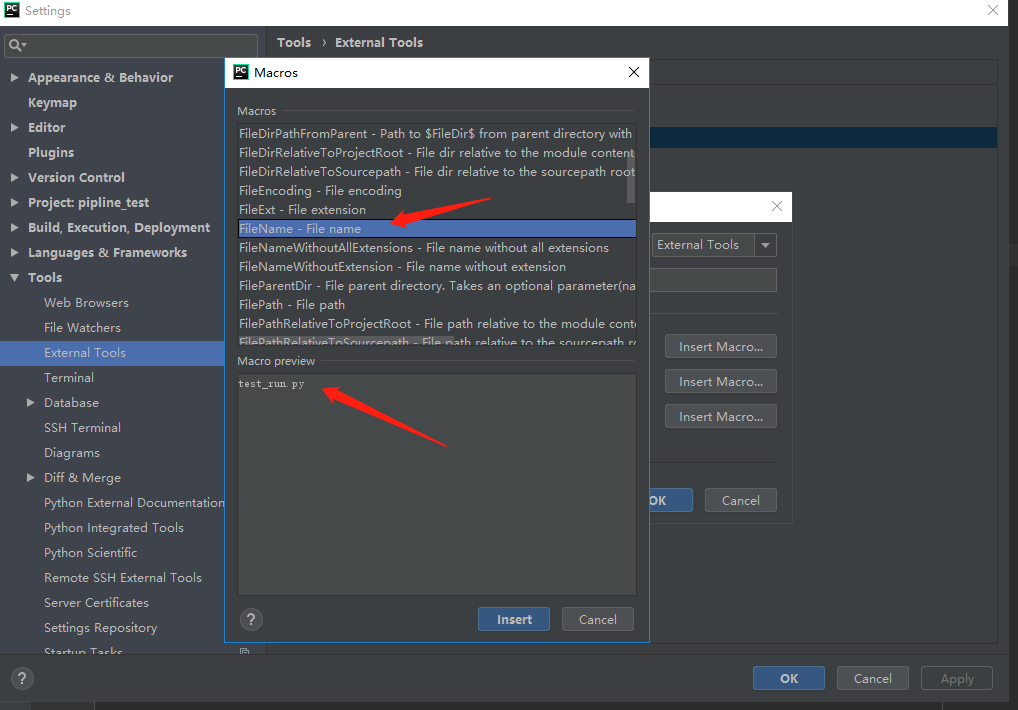 PC Settings
Tools › External Tools
Appearance & Behavior
Keymap
Editor
Plugins
Version Control
Project: pipline_test
Build, Execution, Deployment
Languages & Frameworks
Tools
Web Browsers
File Watchers
External Tools
Terminal
Database
SSH Terminal
Diagrams
Diff & Merge
Python External Documentation
Python Integrated Tools
Python Scientific
Remote SSH External Tools
Server Certificates
Settings Repository
Startup Tasks
PC Macros
Macros
FileDirPathFromParent - Path to $FileDir$ from parent directory with
FileDirRelativeToProjectRoot - File dir relative to the module content
FileDirRelativeToSourcepath - File dir relative to the sourcepath root
FileEncoding - File encoding
FileExt - File extension
FileName - File name
FileNameWithoutAllExtensions - File name without all extensions
FileNameWithoutExtension - File name without extension
FileParentDir - File parent directory. Takes an optional parameter(na
FilePath - File path
FilePathRelativeToProjectRoot - File path relative to the module conte
FilePathRelativeToSourcepath - File path relative to the sourcepath ro
Macro preview
test_run.py
?
Insert
Cancel
External Tools
Insert Macro...
Insert Macro...
Insert Macro...
OK
Cancel
?
OK
Cancel
Apply